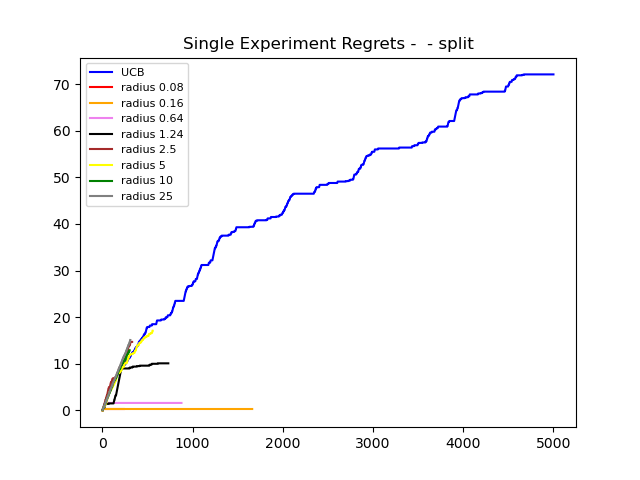 Single Experiment Regrets -  - split
UCB
radius 0.08
radius 0.16
radius 0.64
radius 1.24
radius 2.5
radius 5
radius 10
radius 25
70
60
50
40
30
20
10
0
0 1000 2000 3000 4000 5000